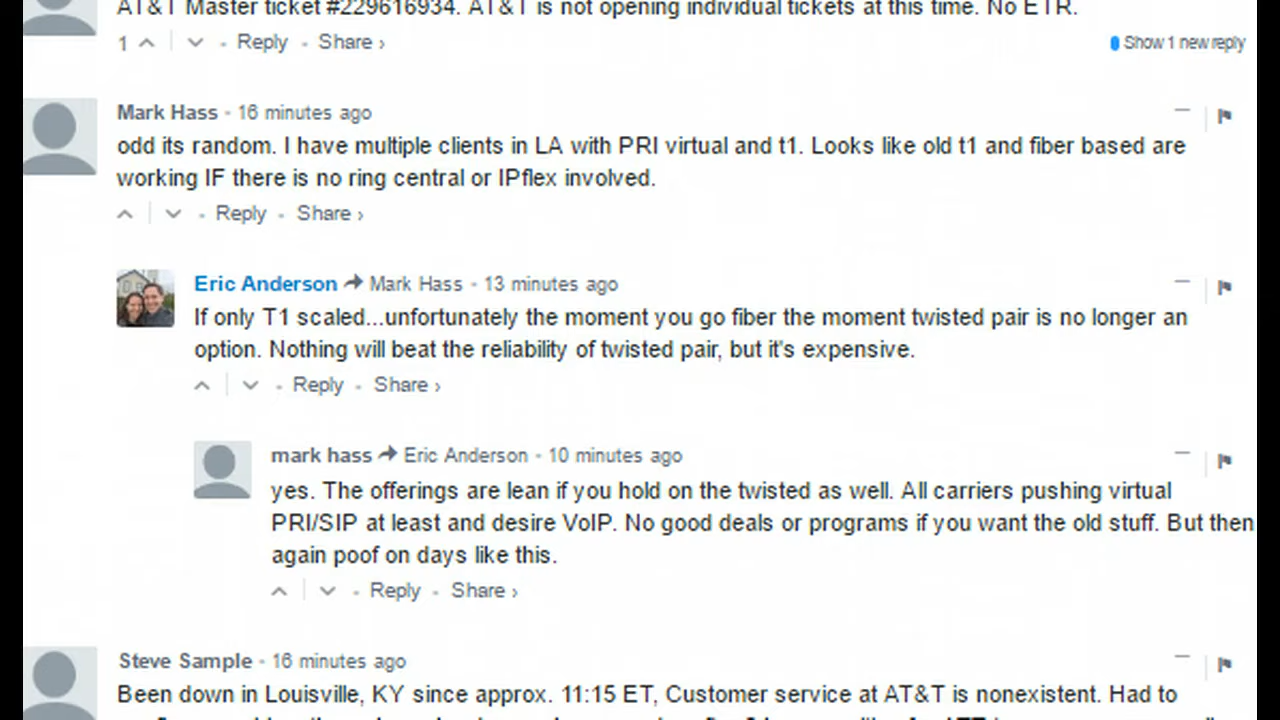 AT&T Master ticket #229616934. AT&T is not opening individual tickets at this time. No ETR.
1 Reply Share ›
Show 1 new reply
Mark Hass · 16 minutes ago
odd its random. I have multiple clients in LA with PRI virtual and t1. Looks like old t1 and fiber based are
working IF there is no ring central or IPflex involved.
Reply Share ›
Eric Anderson Mark Hass · 13 minutes ago
If only T1 scaled...unfortunately the moment you go fiber the moment twisted pair is no longer an
option. Nothing will beat the reliability of twisted pair, but it's expensive.
Reply Share ›
mark hass Eric Anderson · 10 minutes ago
yes. The offerings are lean if you hold on the twisted as well. All carriers pushing virtual
PRI/SIP at least and desire VoIP. No good deals or programs if you want the old stuff. But then
again poof on days like this.
Reply Share ›
Steve Sample · 16 minutes ago
Been down in Louisville, KY since approx. 11:15 ET, Customer service at AT&T is nonexistent. Had to